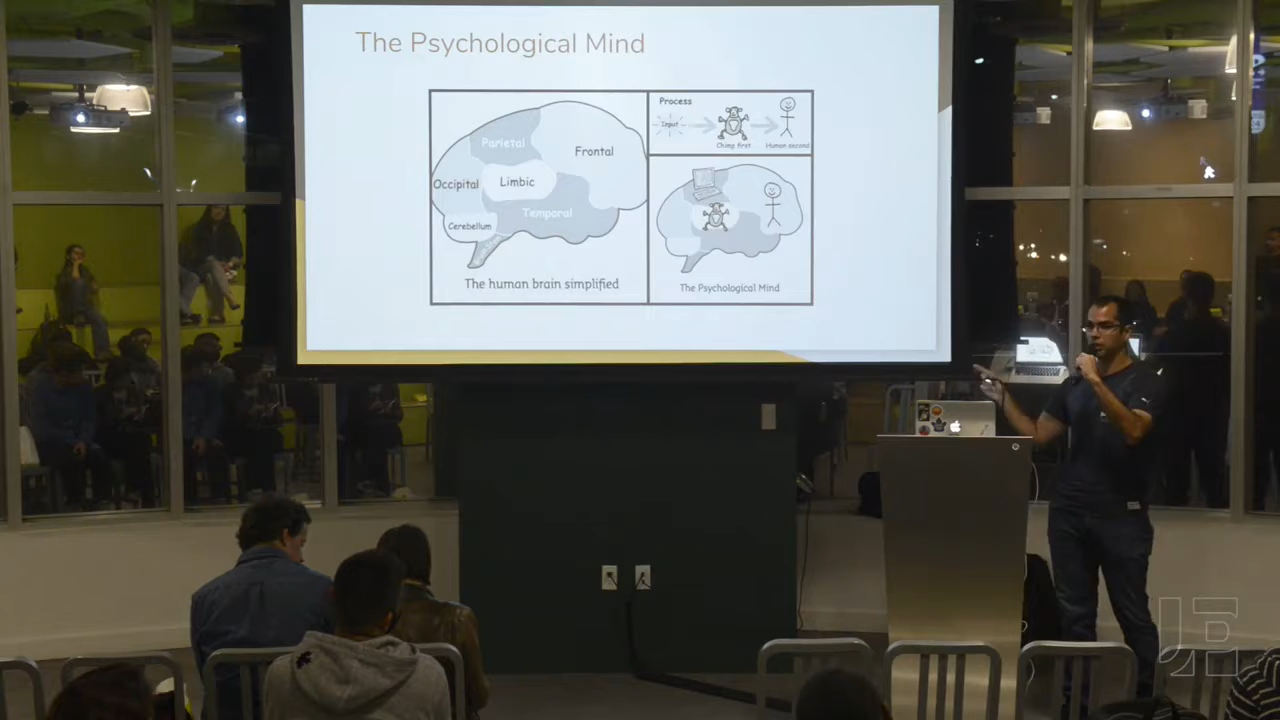 The Psychological Mind
Parietal
Frontal
Occipital
Limbic
Temporal
Cerebellum
The human brain simplified
Process
Input
Chimp first
Human second
The Psychological Mind